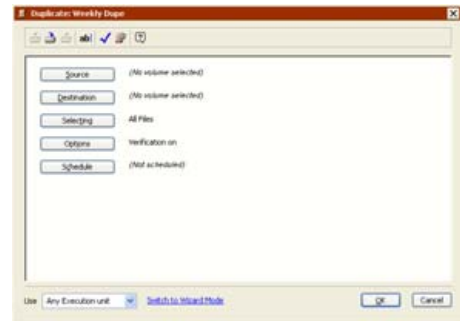 Duplicate: Weekly Dupe
abl
Source (No volume selected)
Destination (No volume selected)
Selecting All Files
Options Verification on
Schedule (Not scheduled)
Use Any Execution unit Switch to Wizard Mode OK Cancel